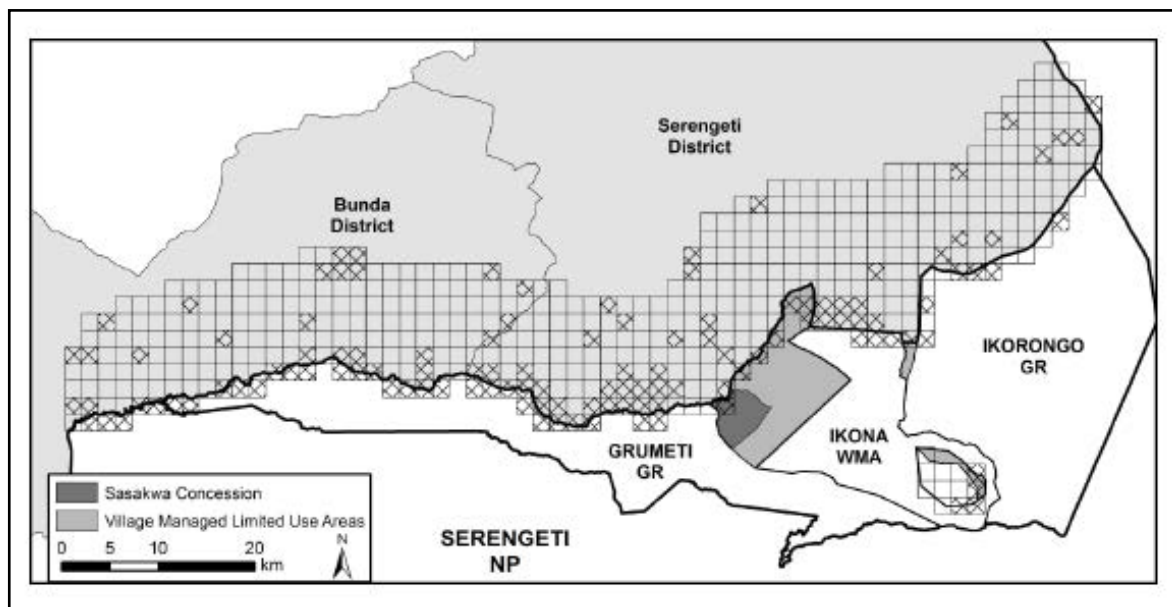 Serengeti
District
Bunda
District
IKORONGO
GR
GRUMETI
GR
IKONA
WMA
SERENGETI
NP
Sasakwa Concession
Village Managed Limited Use Areas
0 5 10 20
km
N